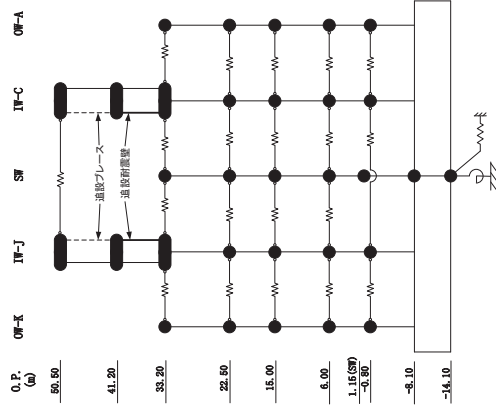 O.P.
(m)
OW-K
IW-J
SW
IW-C
OW-A
50.50
41.20
33.20
22.50
15.00
6.00
1.15(SW)
-0.80
-8.10
-14.10
追設ブレース
追設耐震壁